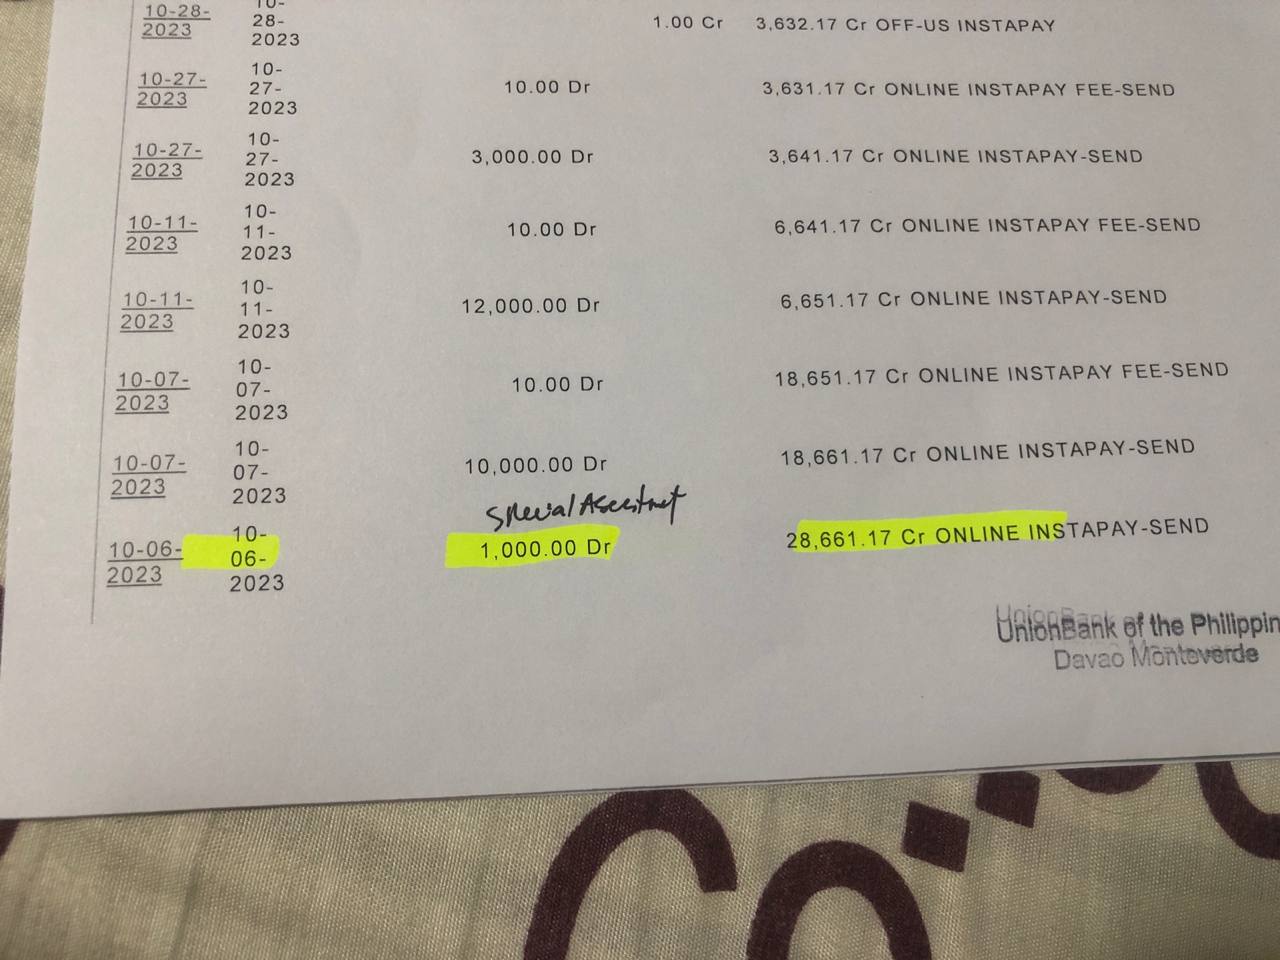 10-28-2023 10-28-2023 1.00 Cr 3,632.17 Cr OFF-US INSTAPAY
10-27-2023 10-27-2023 10.00 Dr 3,631.17 Cr ONLINE INSTAPAY FEE-SEND
10-27-2023 10-27-2023 3,000.00 Dr 3,641.17 Cr ONLINE INSTAPAY-SEND
10-11-2023 10-11-2023 10.00 Dr 6,641.17 Cr ONLINE INSTAPAY FEE-SEND
10-11-2023 10-11-2023 12,000.00 Dr 6,651.17 Cr ONLINE INSTAPAY-SEND
10-07-2023 10-07-2023 10.00 Dr 18,651.17 Cr ONLINE INSTAPAY FEE-SEND
10-07-2023 10-07-2023 10,000.00 Dr 18,661.17 Cr ONLINE INSTAPAY-SEND
Special
10-06-2023 10-06-2023 1,000.00 Dr 28,661.17 Cr ONLINE INSTAPAY-SEND
UnionBank of the Philippin
Davao Monteverde